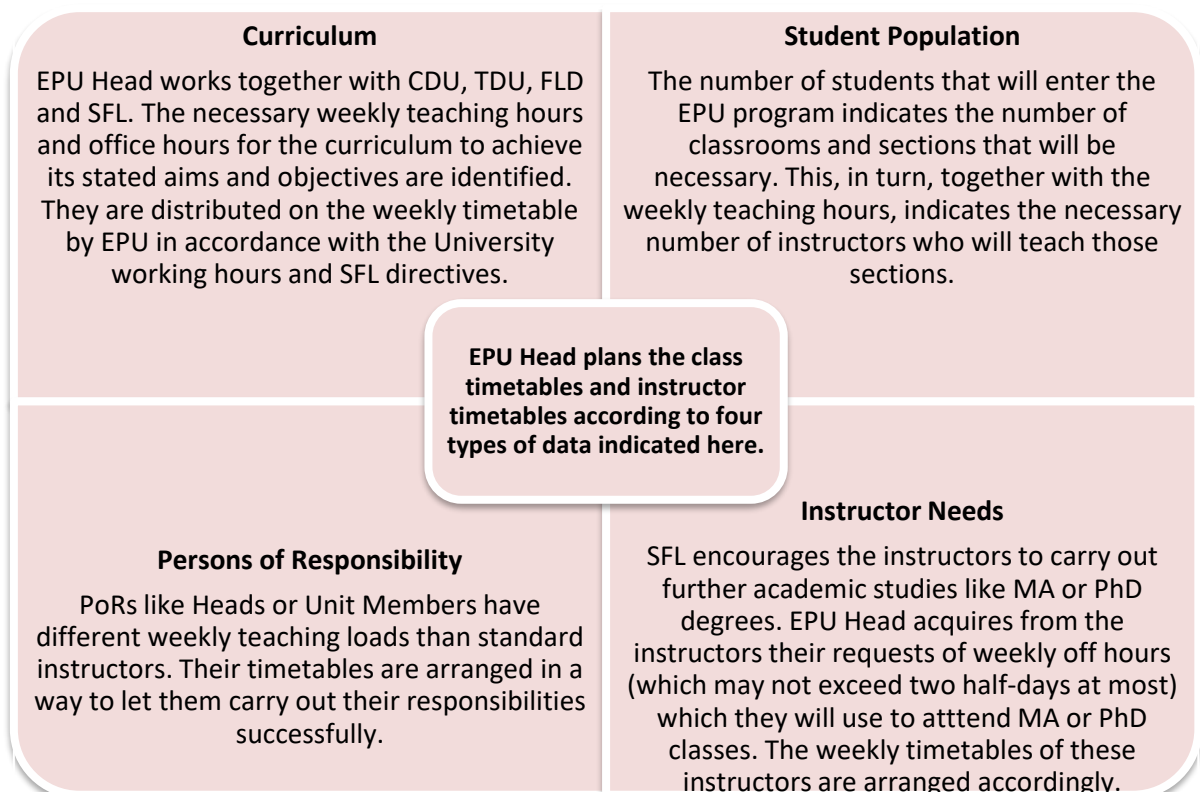 Curriculum
EPU Head works together with CDU, TDU, FLD
and SFL. The necessary weekly teaching hours
and office hours for the curriculum to achieve
its stated aims and objectives are identified.
They are distributed on the weekly timetable
by EPU in accordance with the University
working hours and SFL directives.
Student Population
The number of students that will enter the
EPU program indicates the number of
classrooms and sections that will be
necessary. This, in turn, together with the
weekly teaching hours, indicates the necessary
number of instructors who will teach those
sections.
EPU Head plans the class
timetables and instructor
timetables according to four
types of data indicated here.
Persons of Responsibility
PoRs like Heads or Unit Members have
different weekly teaching loads than standard
instructors. Their timetables are arranged in a
way to let them carry out their responsibilities
successfully.
Instructor Needs
SFL encourages the instructors to carry out
further academic studies like MA or PhD
degrees. EPU Head acquires from the
instructors their requests of weekly off hours
(which may not exceed two half-days at most)
which they will use to atttend MA or PhD
classes. The weekly timetables of these
instructors are arranged accordingly.